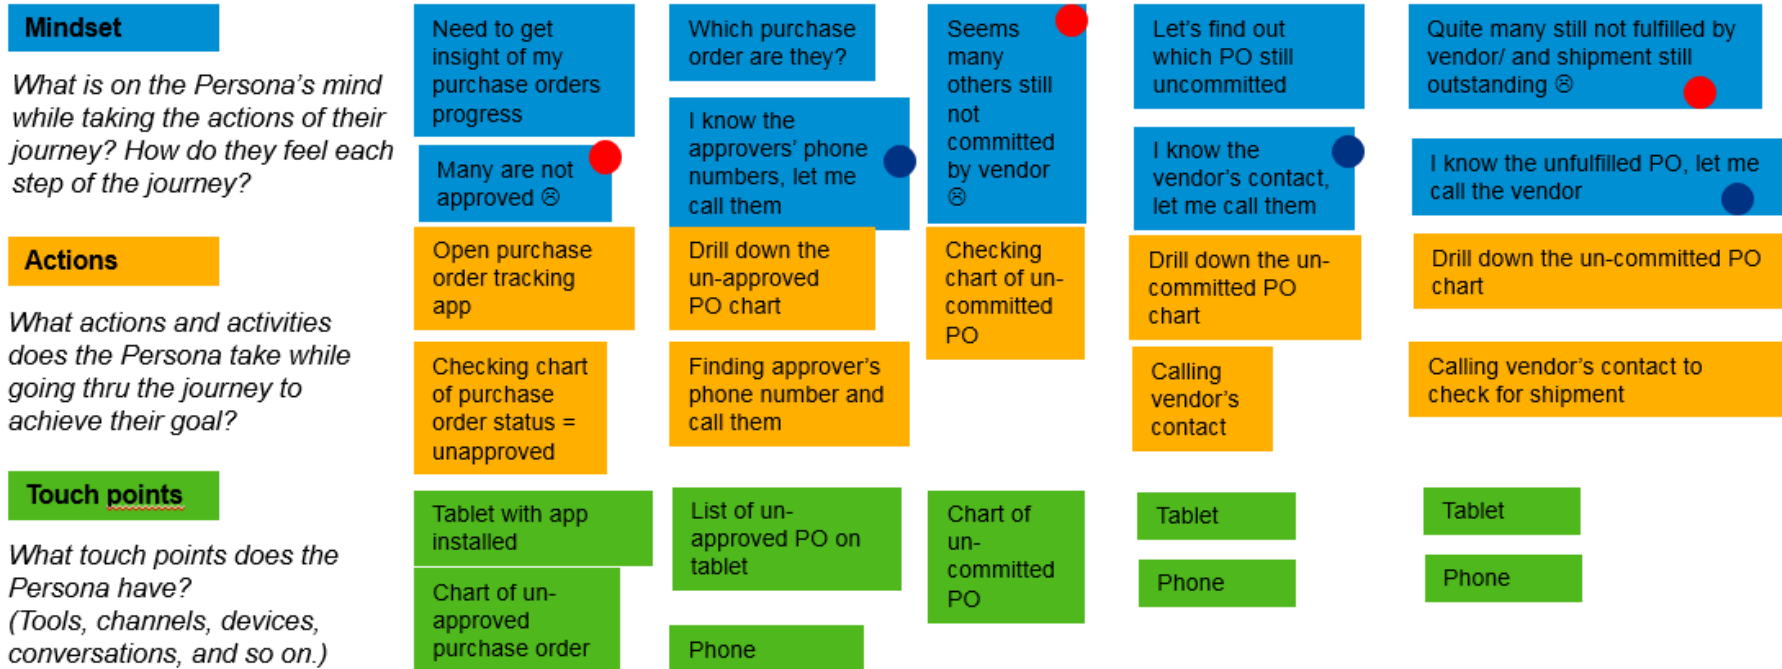 Mindset
What is on the Persona's mind
while taking the actions of their
journey? How do they feel each
step of the journey?
Need to get
insight of my
purchase orders
progress
Many are not
approved ☹
Which purchase
order are they?
I know the
approvers' phone
numbers, let me
call them
Seems
many
others still
not
committed
by vendor
☹
Let's find out
which PO still
uncommitted
I know the
vendor's contact,
let me call them
Quite many still not fulfilled by
vendor/ and shipment still
outstanding ☹
I know the unfulfilled PO, let me
call the vendor
Actions
What actions and activities
does the Persona take while
going thru the journey to
achieve their goal?
Open purchase
order tracking
app
Checking chart
of purchase
order status =
unapproved
Drill down the
un-approved
PO chart
Finding approver's
phone number and
call them
Checking
chart of un-
committed
PO
Drill down the un-
committed PO
chart
Calling
vendor's
contact
Drill down the un-committed PO
chart
Calling vendor's contact to
check for shipment
Touch points
What touch points does the
Persona have?
(Tools, channels, devices,
conversations, and so on.)
Tablet with app
installed
Chart of un-
approved
purchase order
List of un-
approved PO on
tablet
Phone
Chart of
un-
committed
PO
Tablet
Phone
Tablet
Phone